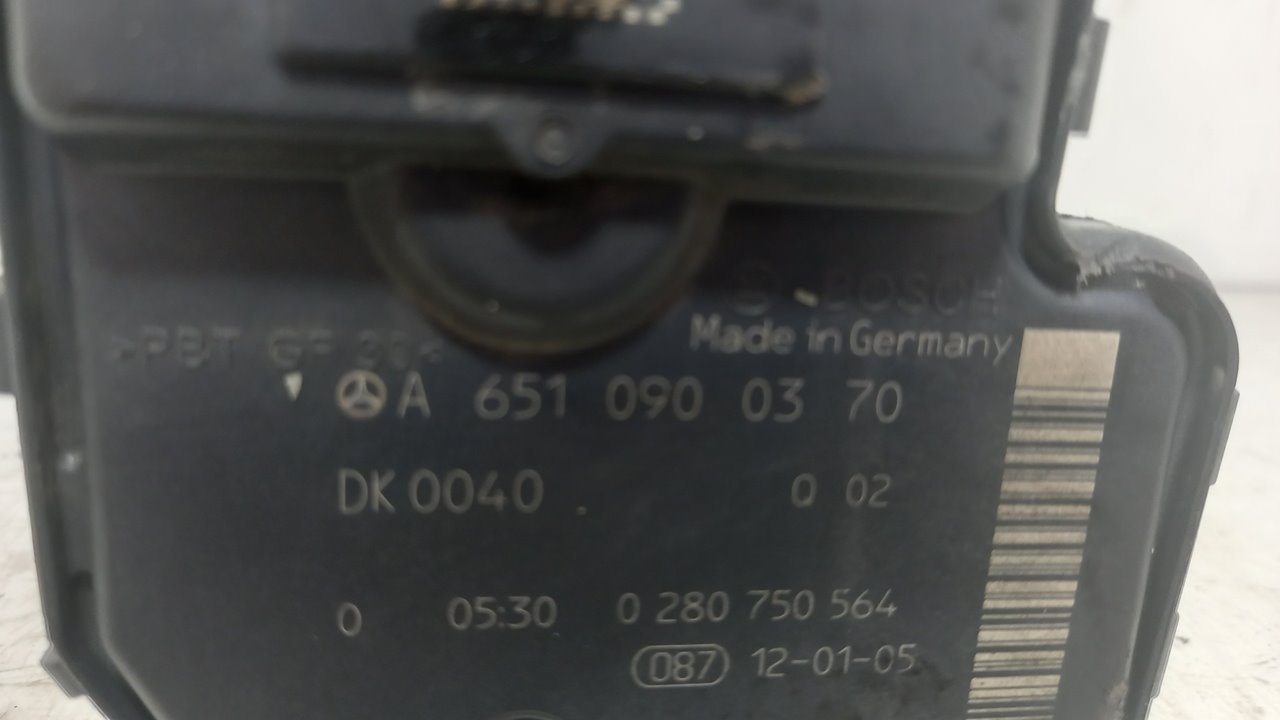 BOSCH
Made in Germany
>PBT GF 30<
A 651 090 03 70
DK 0040 0 02
0 05:30 0 280 750 564
087 12-01-05